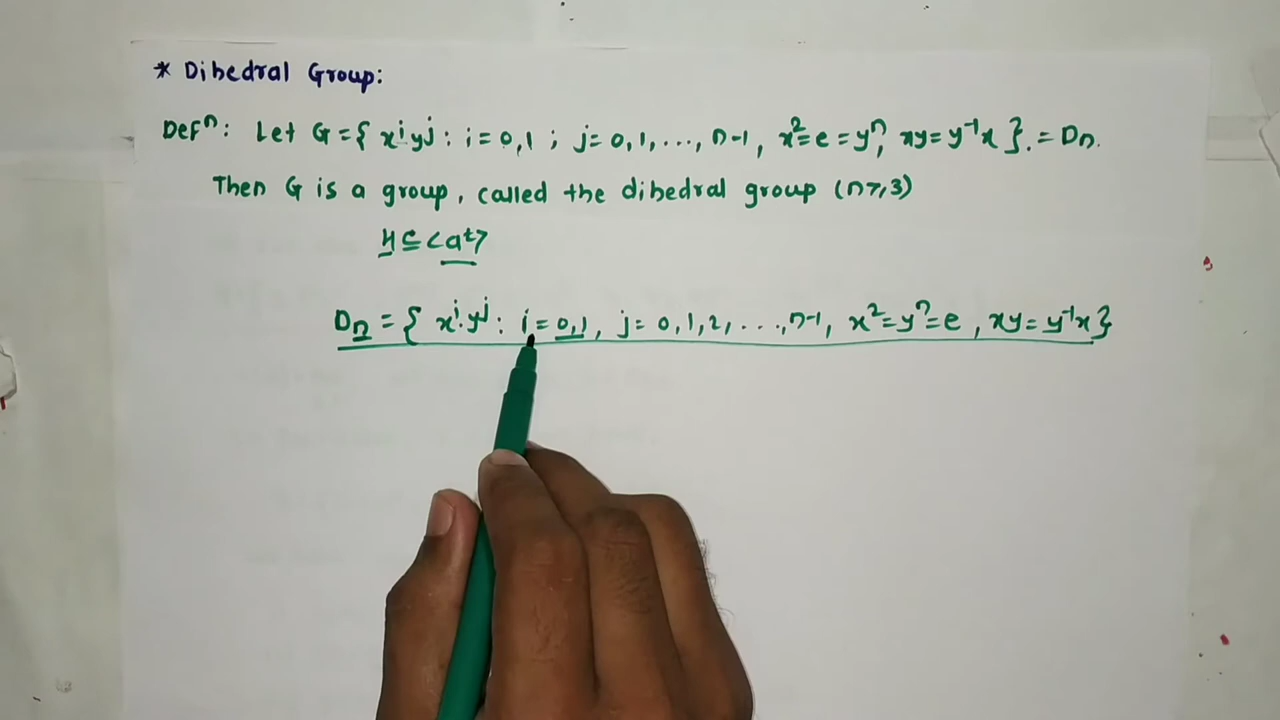 * Dihedral Group:
Defⁿ: Let G = { xⁱyʲ : i = 0,1 ; j = 0,1,..., n-1, x² = e = yⁿ, xy = y⁻¹x }. = Dn.
Then G is a group, called the dihedral group (n≥3)
H ⊆ <aᵗ>
Dn = { xⁱ.yʲ : i = 0,1, j = 0,1,2,...,n-1, x² = yⁿ = e, xy = y⁻¹x }